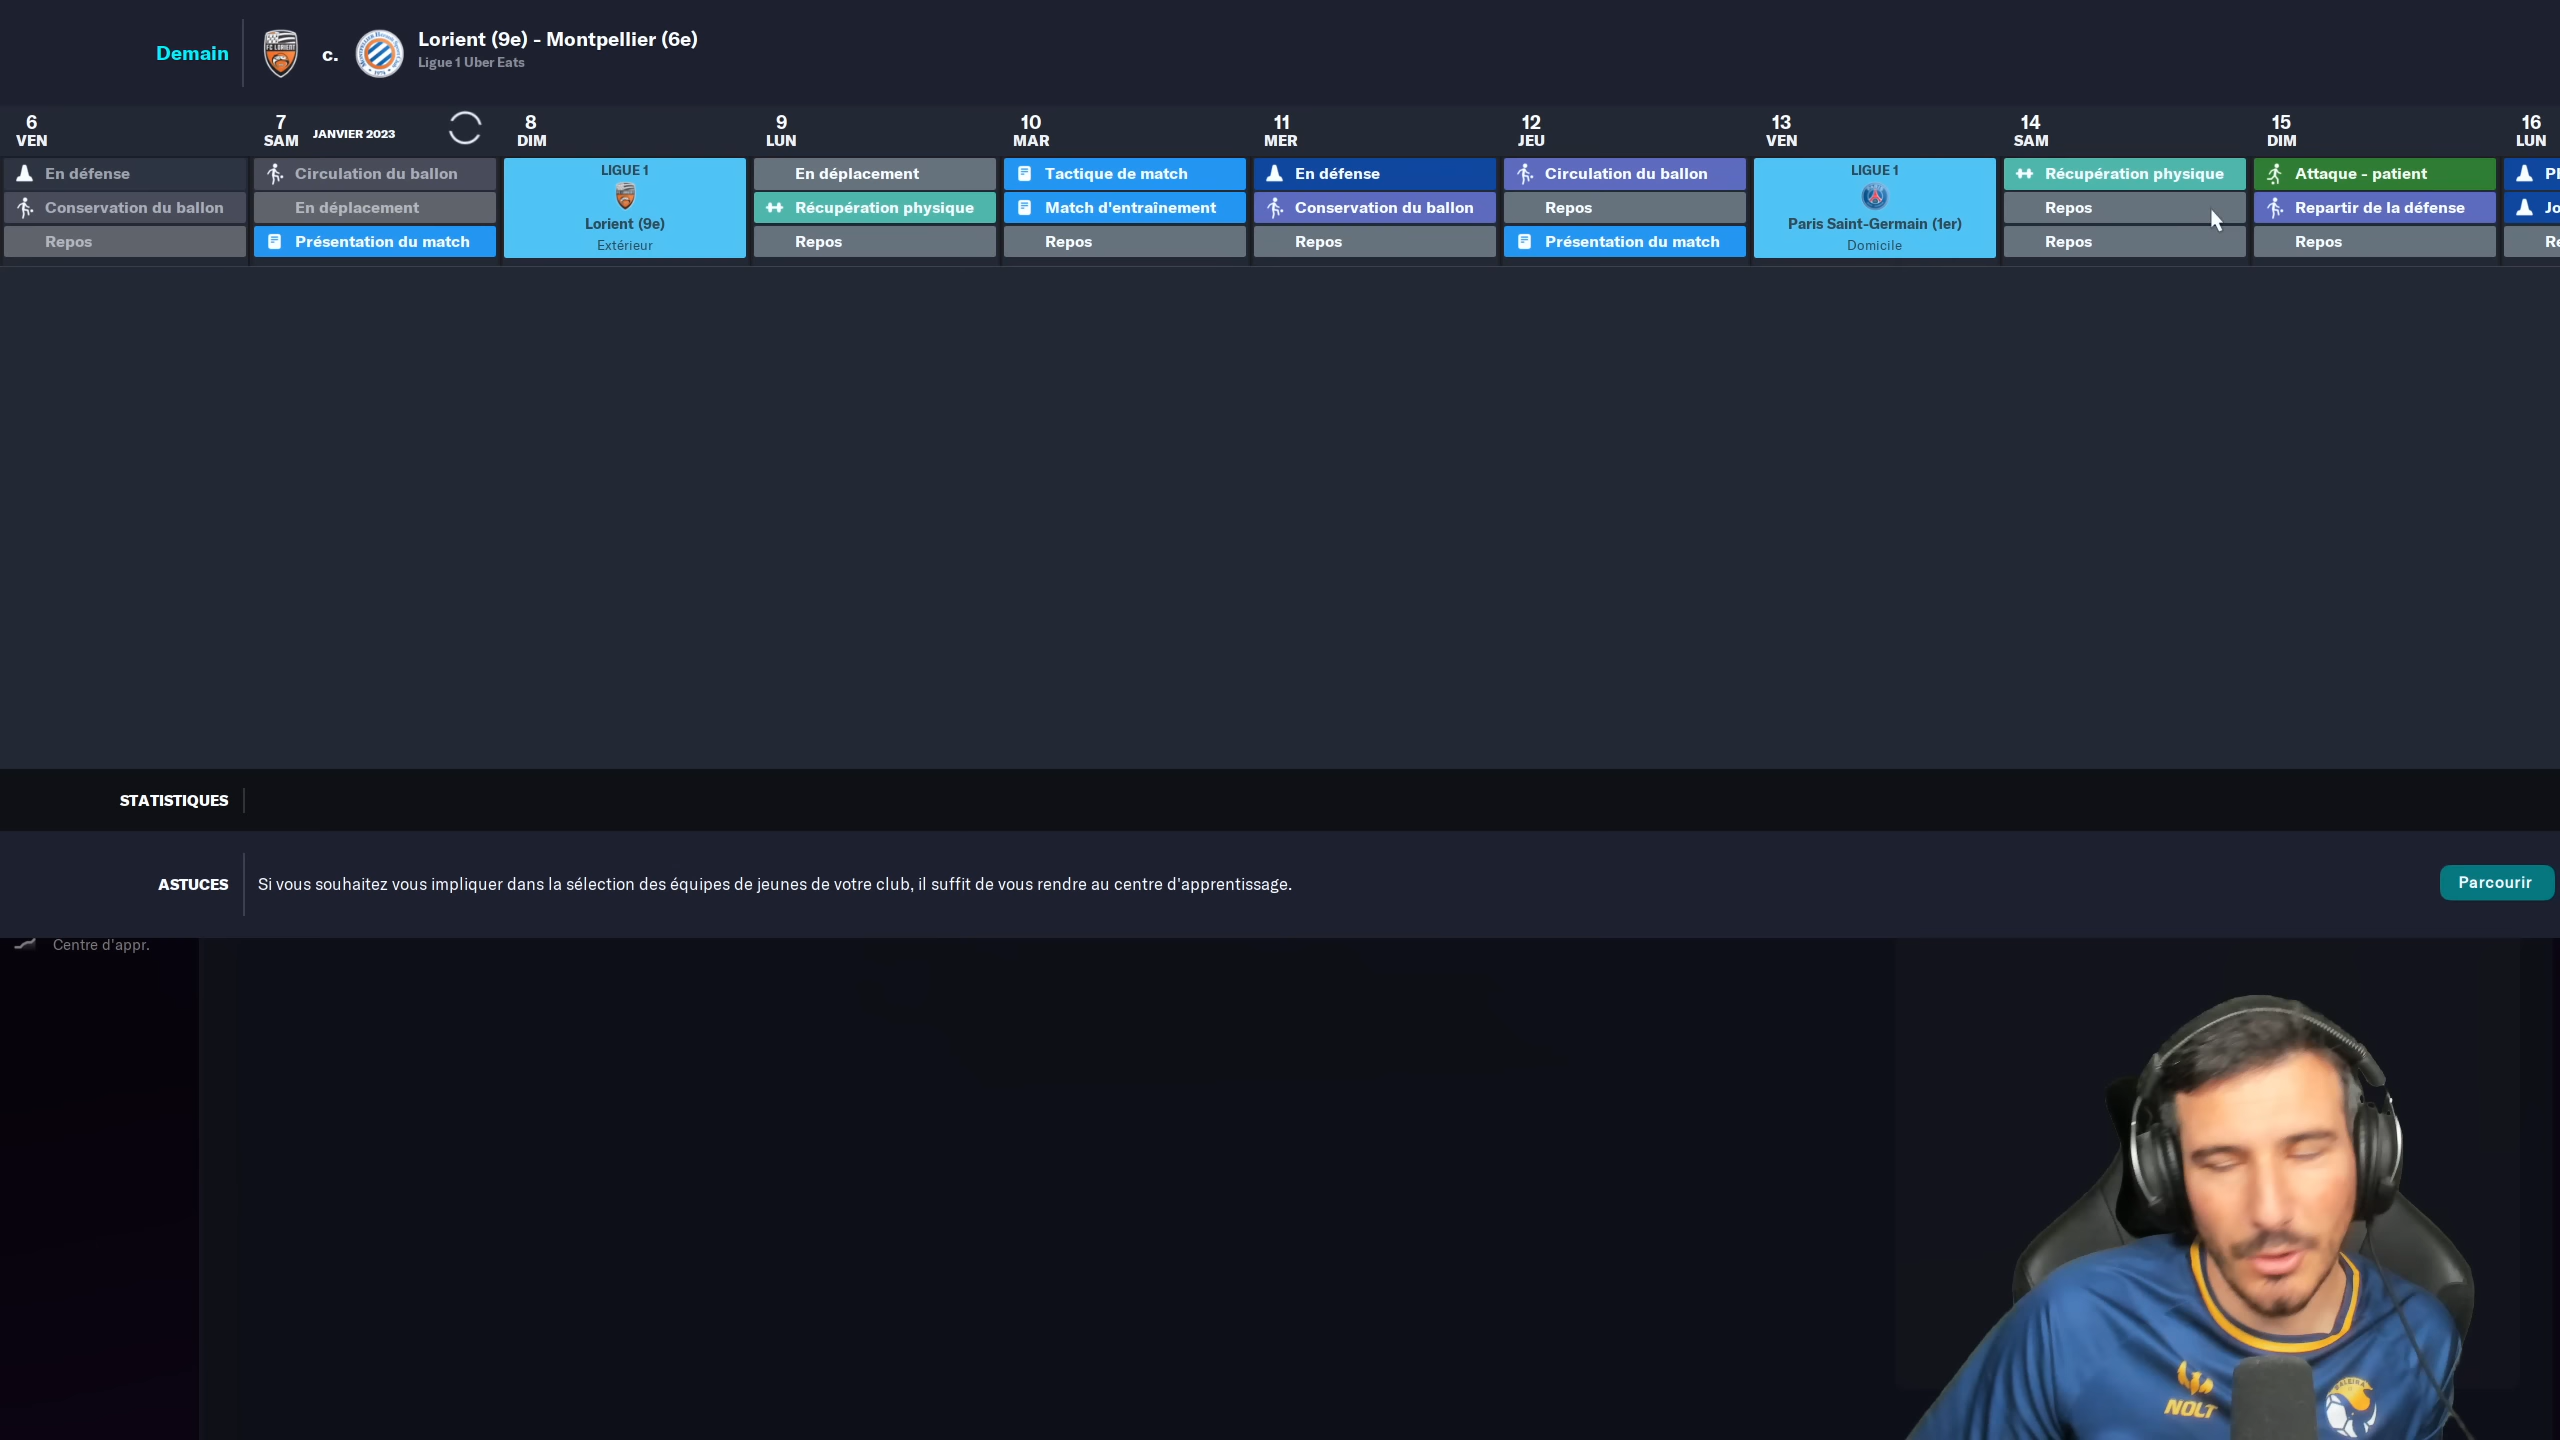 Demain
c.
Lorient (9e) - Montpellier (6e)
Ligue 1 Uber Eats
6
VEN
7
SAM
JANVIER 2023
8
DIM
9
LUN
10
MAR
11
MER
12
JEU
13
VEN
14
SAM
15
DIM
16
LUN
En défense
Conservation du ballon
Repos
Circulation du ballon
En déplacement
Présentation du match
LIGUE 1
Lorient (9e)
Extérieur
En déplacement
Récupération physique
Repos
Tactique de match
Match d'entraînement
Repos
En défense
Conservation du ballon
Repos
Circulation du ballon
Repos
Présentation du match
LIGUE 1
Paris Saint-Germain (1er)
Domicile
Récupération physique
Repos
Repos
Attaque - patient
Repartir de la défense
Repos
Jo
STATISTIQUES
ASTUCES
Si vous souhaitez vous impliquer dans la sélection des équipes de jeunes de votre club, il suffit de vous rendre au centre d'apprentissage.
Parcourir
Centre d'appr.
NOLT